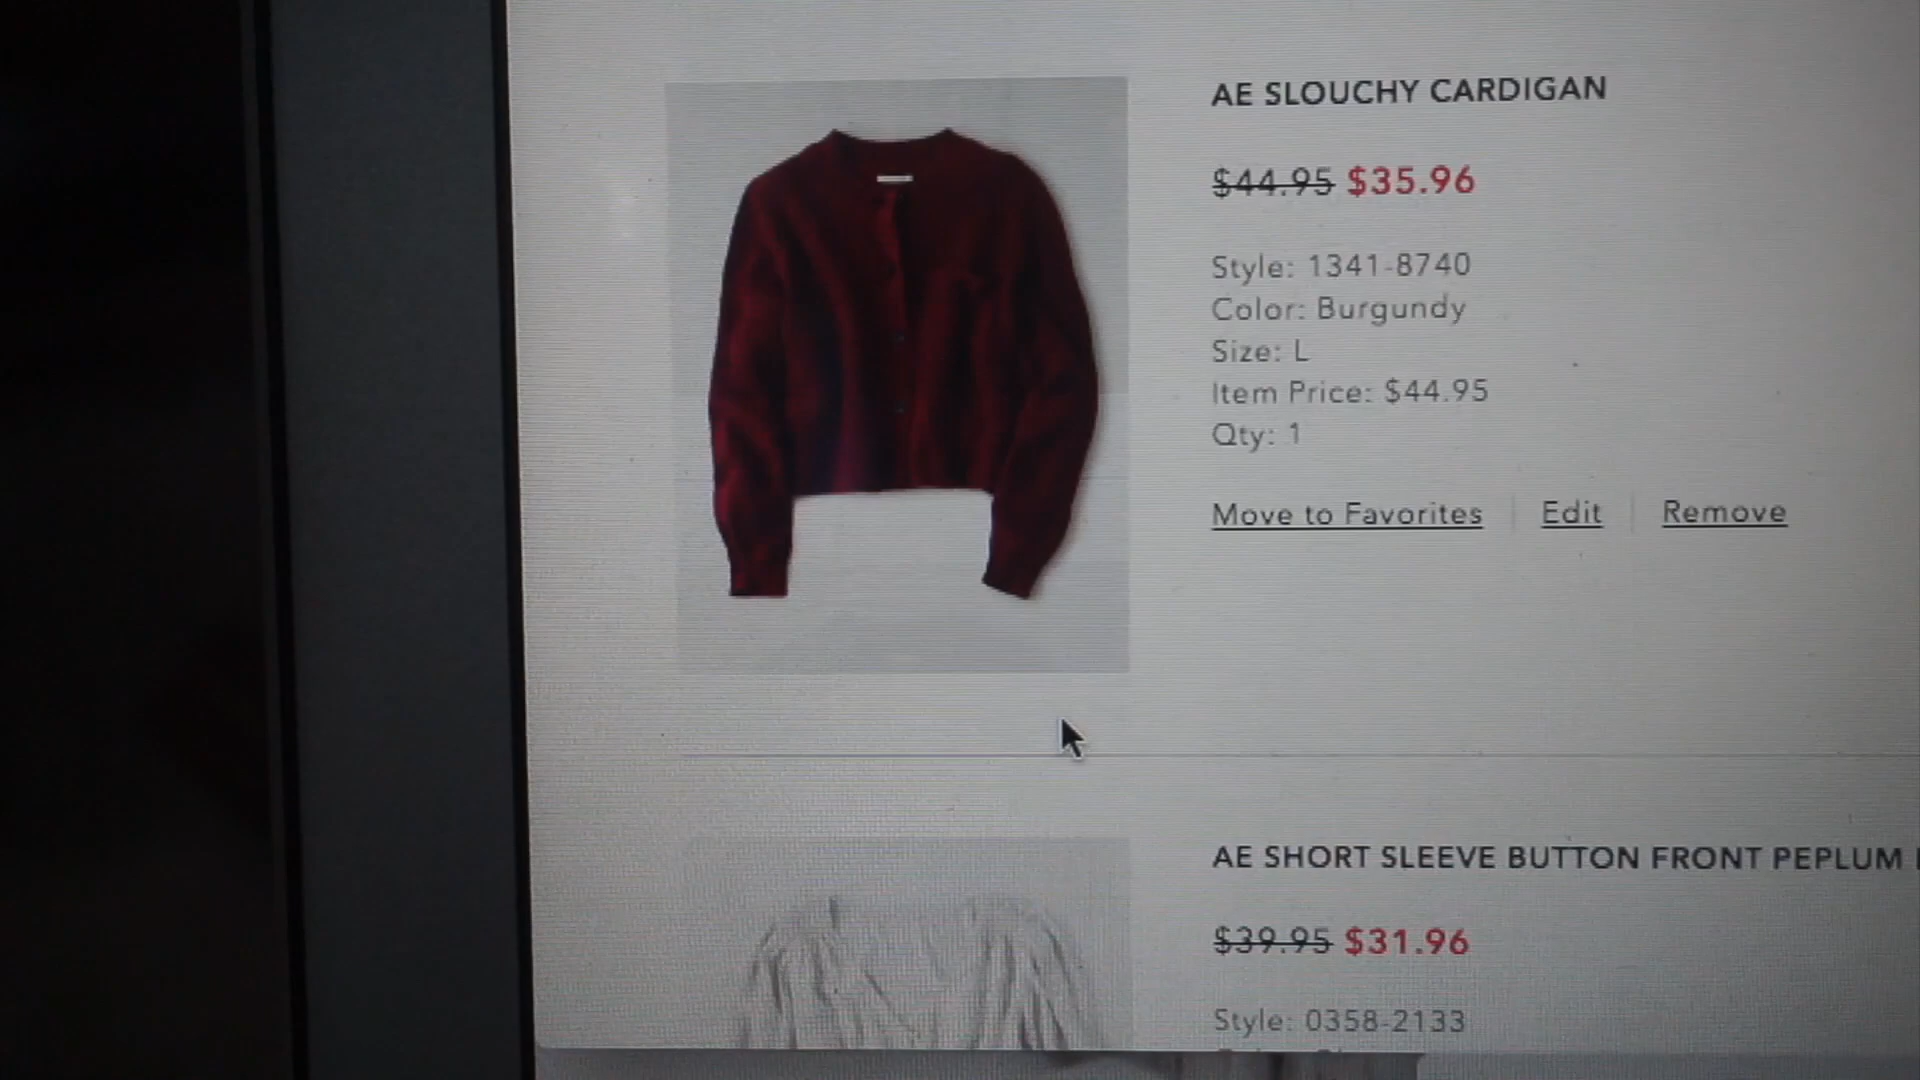 AE SLOUCHY CARDIGAN
$44.95 $35.96
Style: 1341-8740
Color: Burgundy
Size: L
Item Price: $44.95
Qty: 1
Move to Favorites Edit Remove
AE SHORT SLEEVE BUTTON FRONT PEPLUM
$39.95 $31.96
Style: 0358-2133